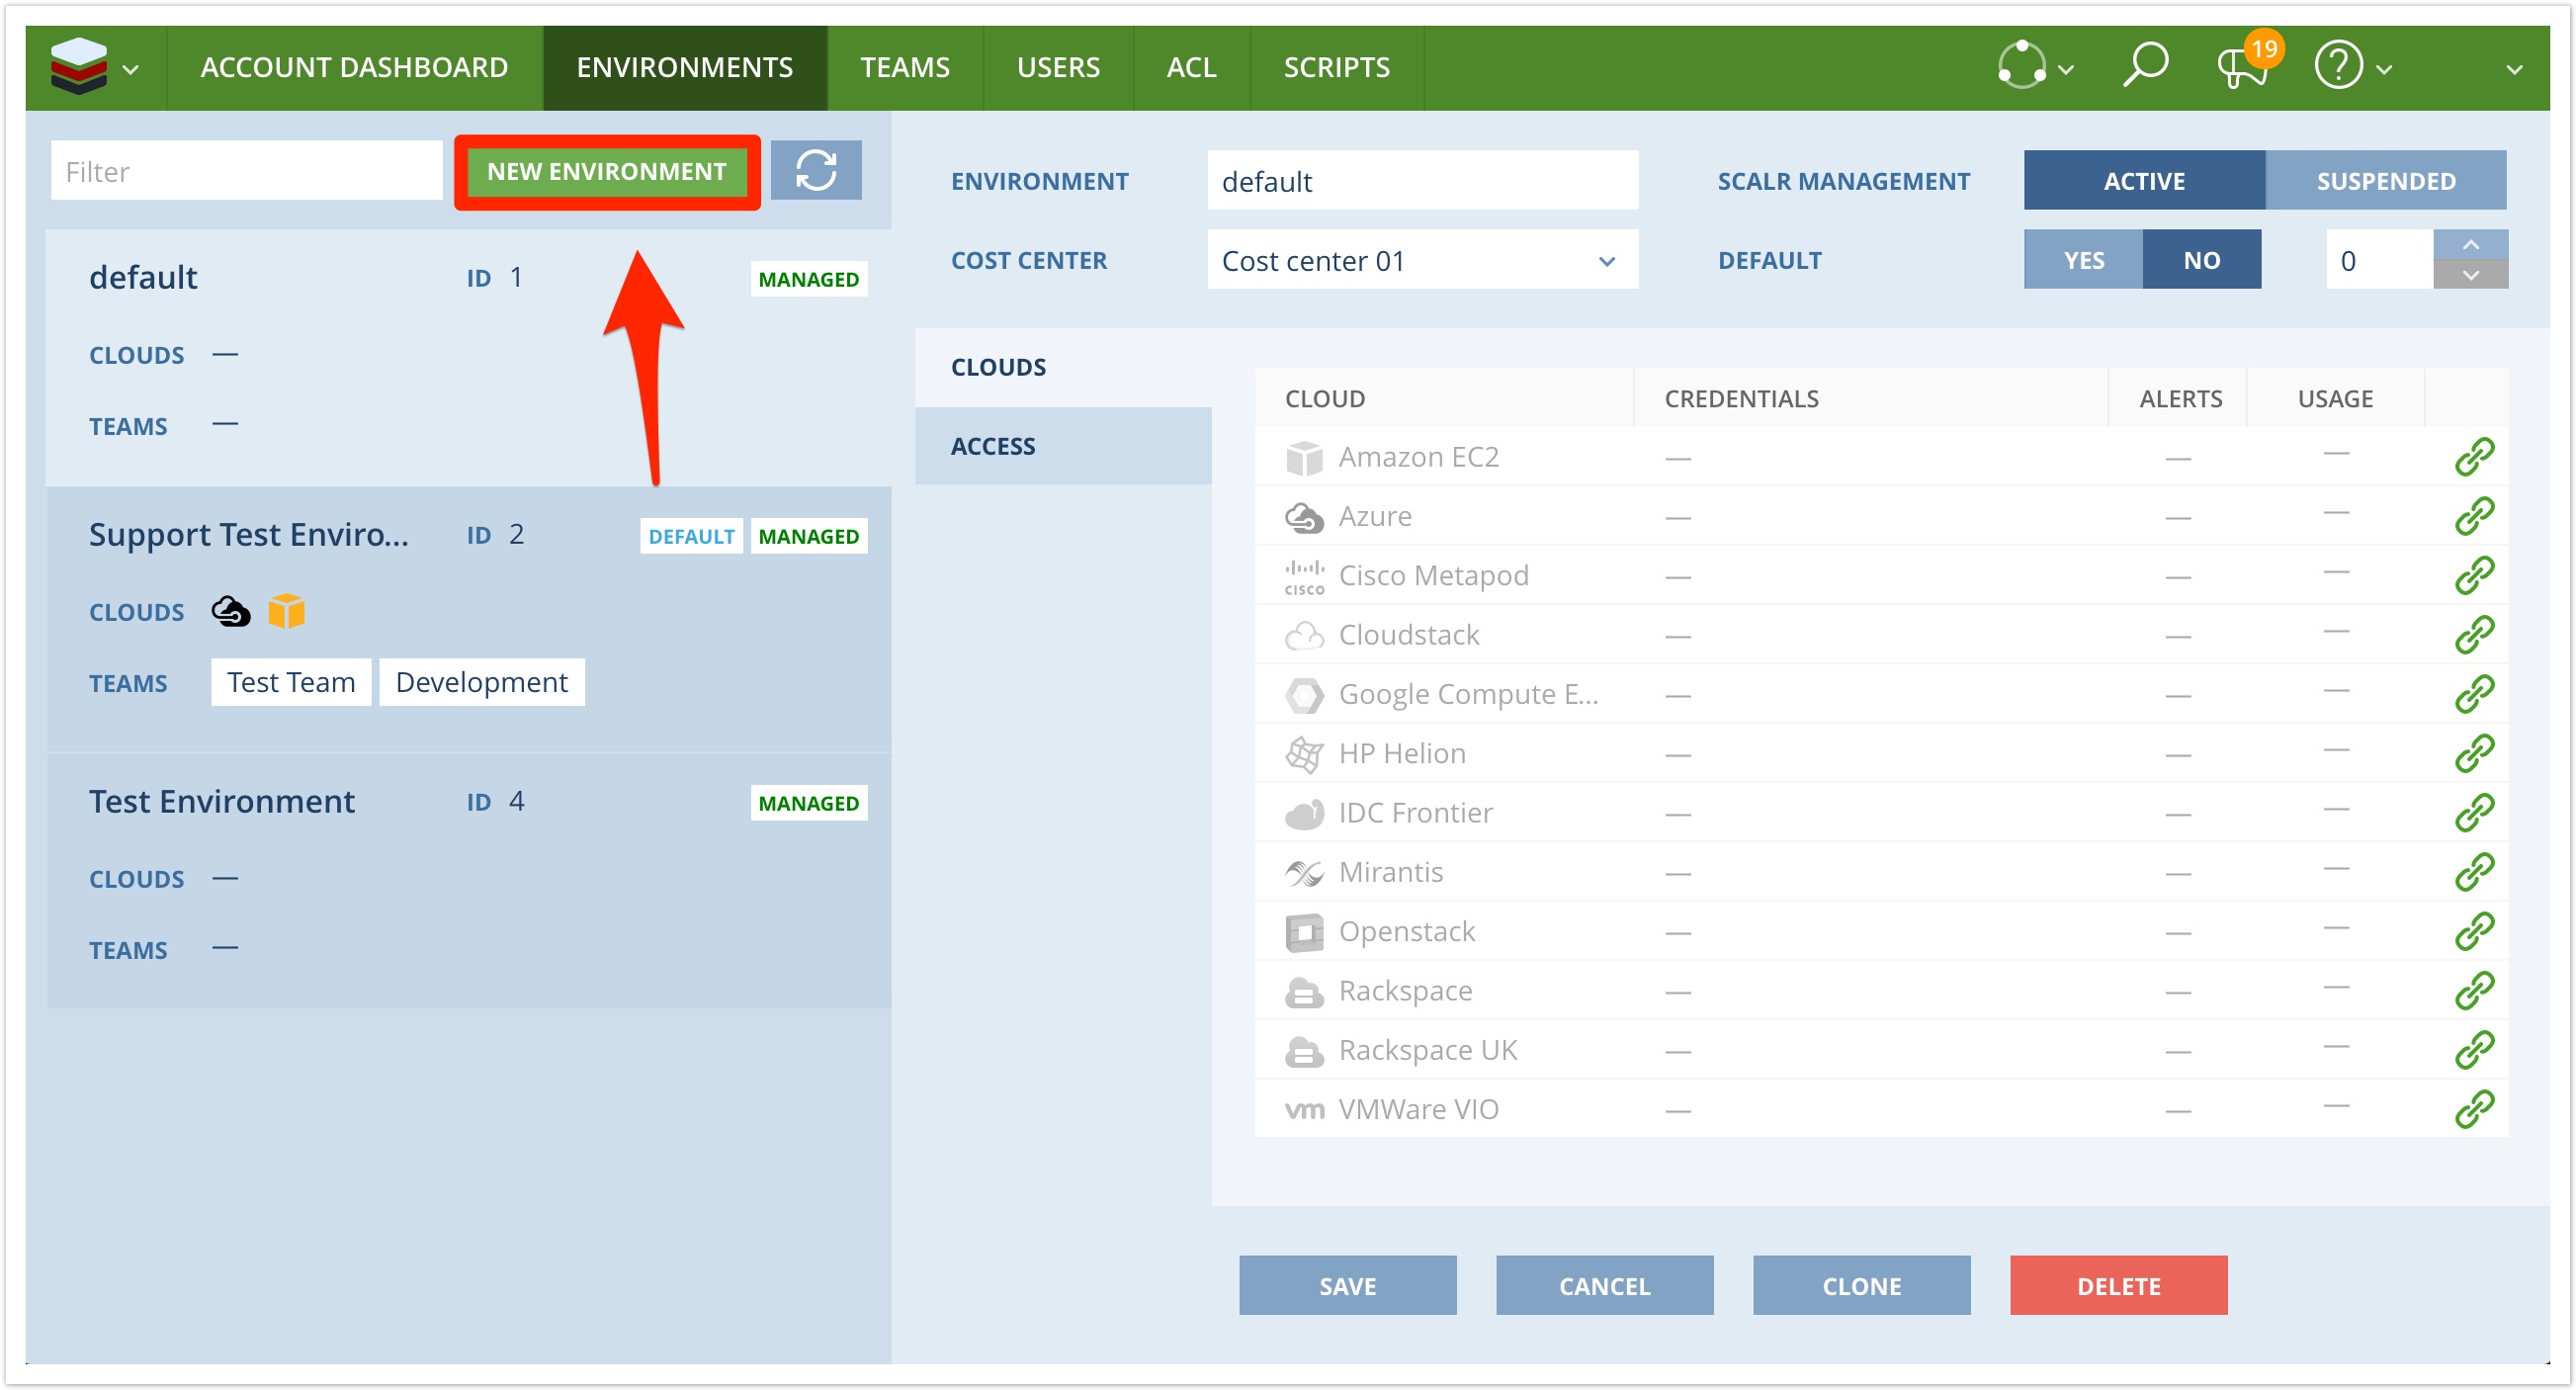 ACCOUNT DASHBOARD ENVIRONMENTS TEAMS USERS ACL SCRIPTS 19 ?
Filter NEW ENVIRONMENT
default ID 1 MANAGED
CLOUDS —
TEAMS —
Support Test Enviro... ID 2 DEFAULT MANAGED
CLOUDS
TEAMS Test Team Development
Test Environment ID 4 MANAGED
CLOUDS —
TEAMS —
ENVIRONMENT default SCALR MANAGEMENT ACTIVE SUSPENDED
COST CENTER Cost center 01 DEFAULT YES NO 0
CLOUDS
ACCESS
CLOUD CREDENTIALS ALERTS USAGE
Amazon EC2 — — —
Azure — — —
CISCO Cisco Metapod — — —
Cloudstack — — —
Google Compute E... — — —
HP Helion — — —
IDC Frontier — — —
Mirantis — — —
Openstack — — —
Rackspace — — —
Rackspace UK — — —
vm VMWare VIO — — —
SAVE CANCEL CLONE DELETE